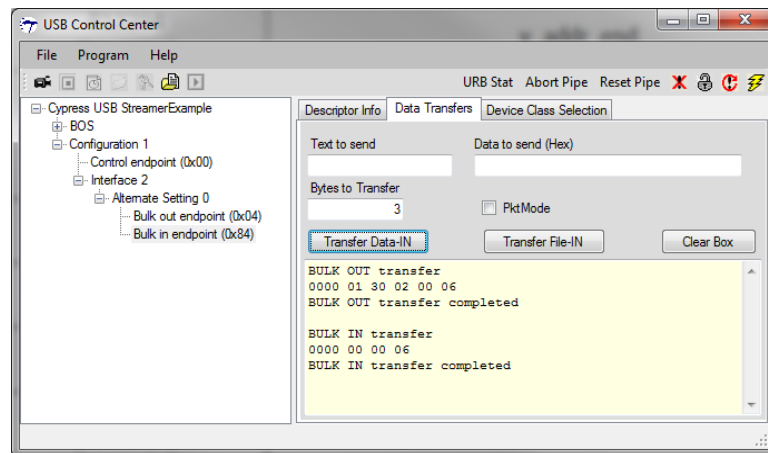 USB Control Center
File Program Help
URB Stat Abort Pipe Reset Pipe
Cypress USB StreamerExample
BOS
Configuration 1
Control endpoint (0x00)
Interface 2
Alternate Setting 0
Bulk out endpoint (0x04)
Bulk in endpoint (0x84)
Descriptor Info Data Transfers Device Class Selection
Text to send Data to send (Hex)
Bytes to Transfer
3 PktMode
Transfer Data-IN Transfer File-IN Clear Box
BULK OUT transfer
0000 01 30 02 00 06
BULK OUT transfer completed
BULK IN transfer
0000 00 00 06
BULK IN transfer completed